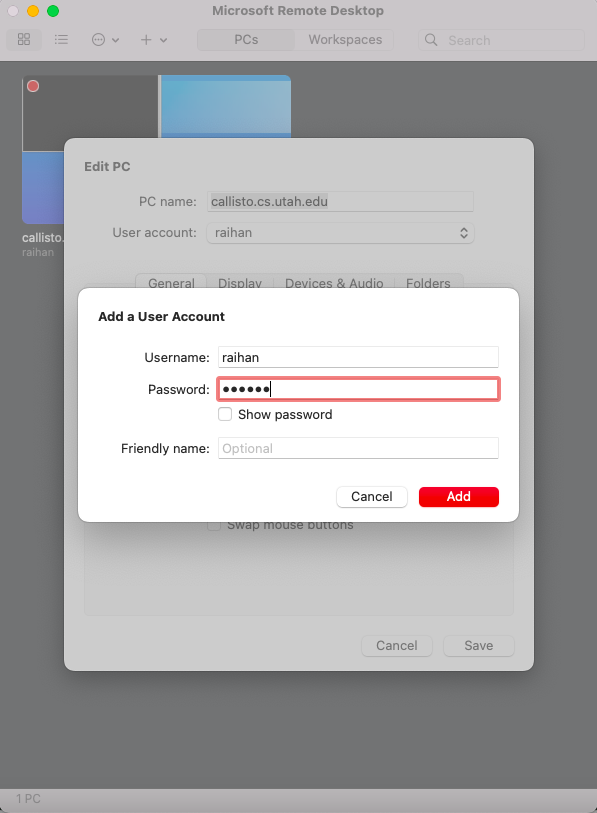 Microsoft Remote Desktop
PCs Workspaces Search
callisto.
raihan
Edit PC
PC name: callisto.cs.utah.edu
User account: raihan
General Display Devices & Audio Folders
Add a User Account
Username: raihan
Password: ••••••
Show password
Friendly name: Optional
Cancel Add
Swap mouse buttons
Cancel Save
1 PC